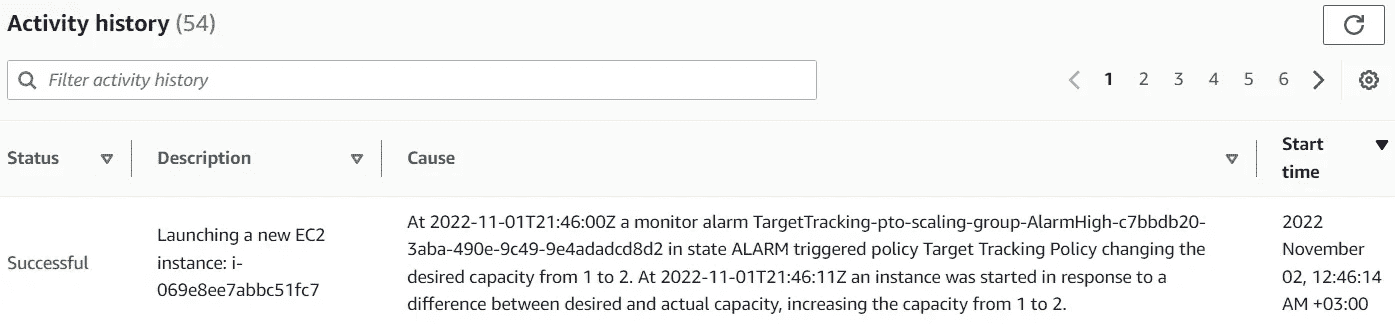 Activity history (54)
Filter activity history
1 2 3 4 5 6
Status Description Cause Start
time
Successful
Launching a new EC2
instance: i-
069e8ee7abbc51fc7
At 2022-11-01T21:46:00Z a monitor alarm TargetTracking-pto-scaling-group-AlarmHigh-c7bbdb20-
3aba-490e-9c49-9e4adadcd8d2 in state ALARM triggered policy Target Tracking Policy changing the
desired capacity from 1 to 2. At 2022-11-01T21:46:11Z an instance was started in response to a
difference between desired and actual capacity, increasing the capacity from 1 to 2.
2022
November
02, 12:46:14
AM +03:00